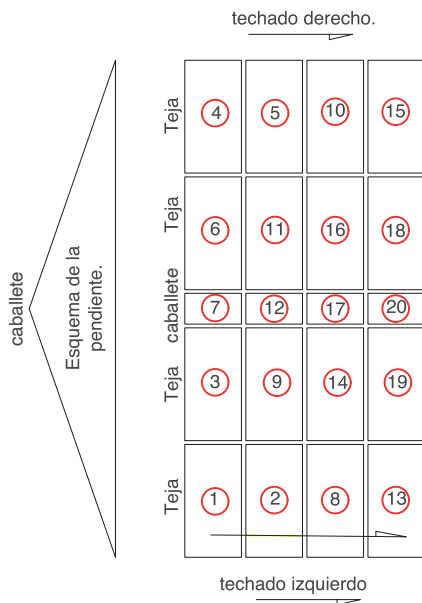 techado derecho.
Teja
4
5
10
15
Teja
6
11
16
18
caballete
Esquema de la
pendiente.
caballete
7
12
17
20
Teja
3
9
14
19
Teja
1
2
8
13
techado izquierdo